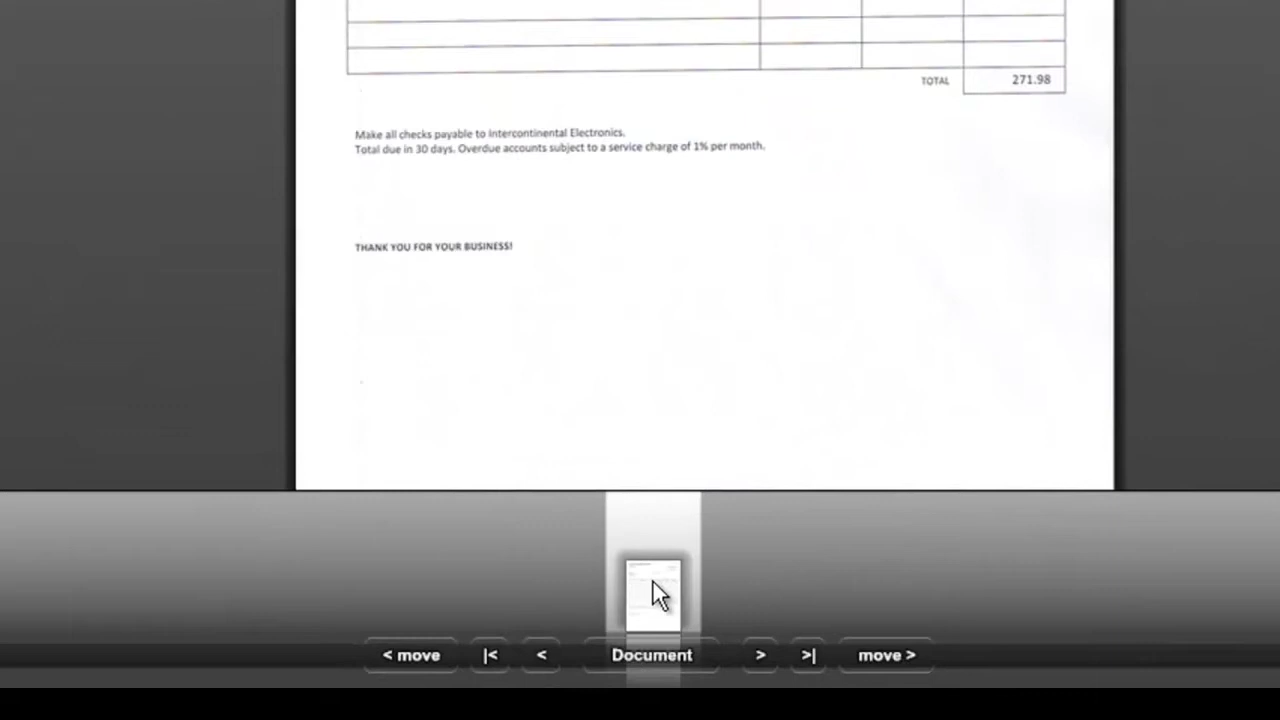 TOTAL 271.98
Make all checks payable to Intercontinental Electronics.
Total due in 30 days. Overdue accounts subject to a service charge of 1% per month.
THANK YOU FOR YOUR BUSINESS!
< move |< < Document > >| move >